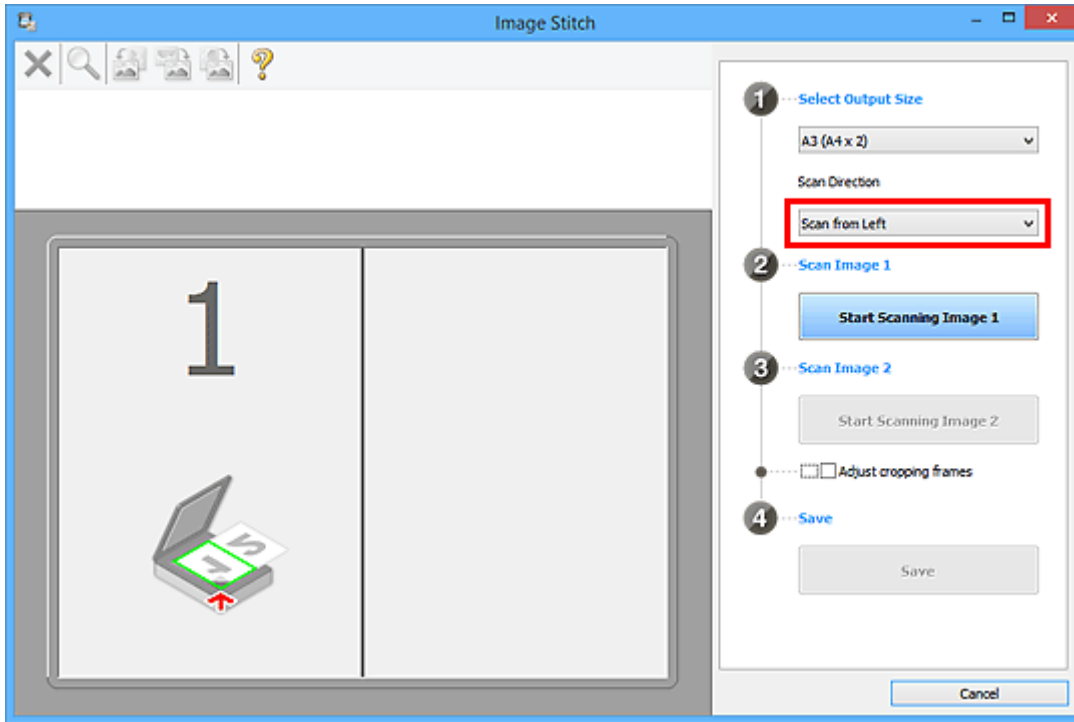 Image Stitch
1
Select Output Size
A3 (A4 x 2)
Scan Direction
Scan from Left
2
Scan Image 1
Start Scanning Image 1
3
Scan Image 2
Start Scanning Image 2
Adjust cropping frames
4
Save
Save
Cancel
1